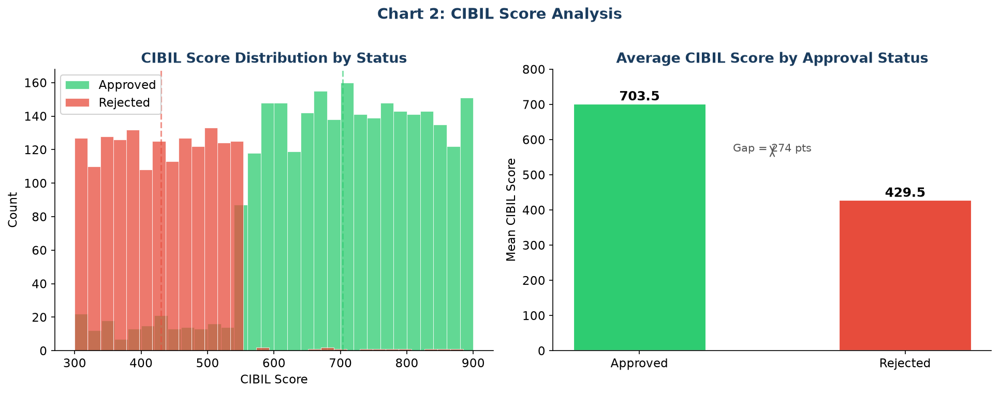 Chart 2: CIBIL Score Analysis
CIBIL Score Distribution by Status
Approved
Rejected
160
140
120
100
80
60
40
20
0
Count
300 400 500 600 700 800 900
CIBIL Score
Average CIBIL Score by Approval Status
800
700
600
500
400
300
200
100
0
Mean CIBIL Score
703.5
Gap = 274 pts
429.5
Approved Rejected